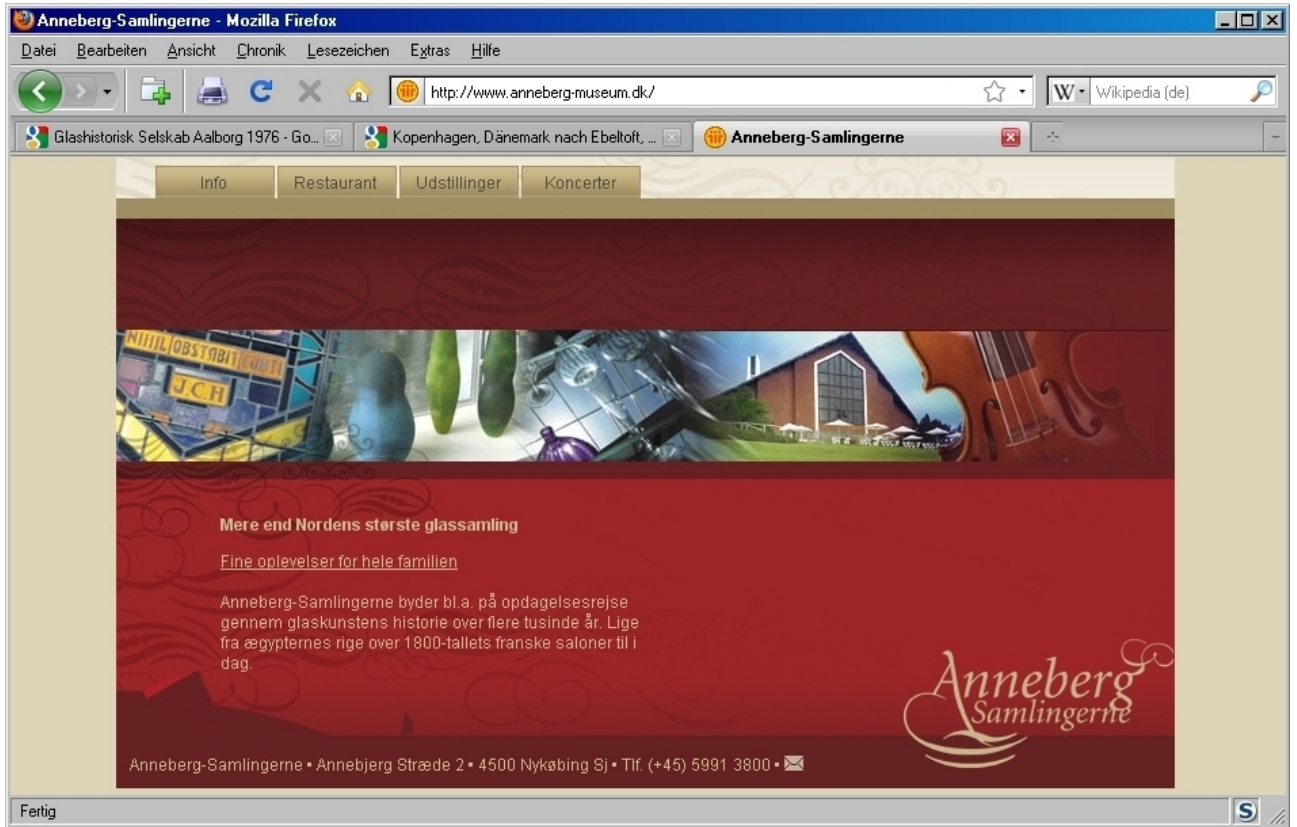 Anneberg-Samlingerne - Mozilla Firefox
Datei Bearbeiten Ansicht Chronik Lesezeichen Extras Hilfe
http://www.anneberg-museum.dk/ W Wikipedia (de)
Glashistorisk Selskab Aalborg 1976 - Go... Kopenhagen, Dänemark nach Ebeltoft, ... Anneberg-Samlingerne
Info Restaurant Udstillinger Koncerter
NIHIL OBSTABIT
J.C.H
Mere end Nordens største glassamling
Fine oplevelser for hele familien
Anneberg-Samlingerne byder bl.a. på opdagelsesrejse
gennem glaskunstens historie over flere tusinde år. Lige
fra ægypternes rige over 1800-tallets franske saloner til i
dag.
Anneberg
Samlingerne
Anneberg-Samlingerne ▪ Annebjerg Stræde 2 ▪ 4500 Nykøbing Sj ▪ Tlf. (+45) 5991 3800 ▪
Fertig S